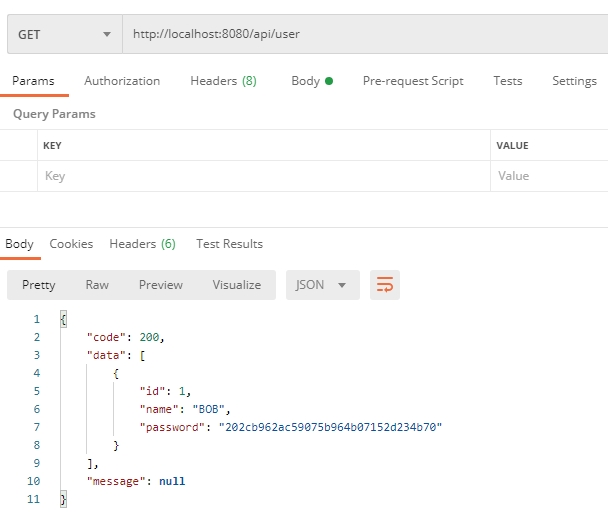 GET http://localhost:8080/api/user
Params Authorization Headers (8) Body Pre-request Script Tests Settings
Query Params
KEY VALUE
Key Value
Body Cookies Headers (6) Test Results
Pretty Raw Preview Visualize JSON
1 {
2 "code": 200,
3 "data": [
4 {
5 "id": 1,
6 "name": "BOB",
7 "password": "202cb962ac59075b964b07152d234b70"
8 }
9 ],
10 "message": null
11 }